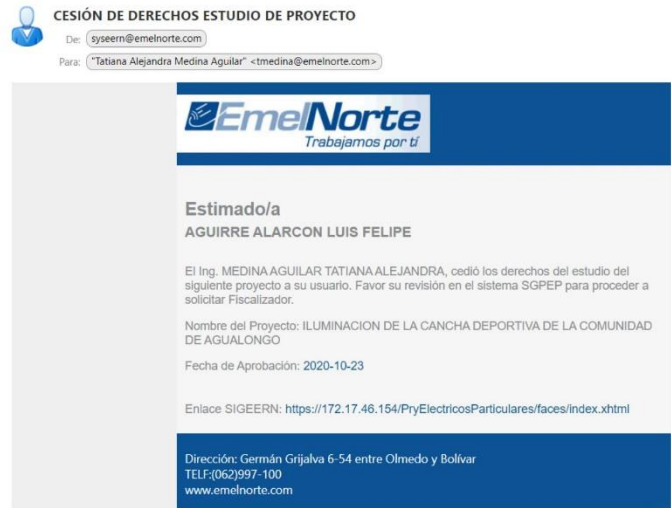 CESIÓN DE DERECHOS ESTUDIO DE PROYECTO
De: syseern@emelnorte.com
Para: "Tatiana Alejandra Medina Aguilar" <tmedina@emelnorte.com>
EmelNorte
Trabajamos por tí
Estimado/a
AGUIRRE ALARCON LUIS FELIPE
El Ing. MEDINA AGUILAR TATIANA ALEJANDRA, cedió los derechos del estudio del
siguiente proyecto a su usuario. Favor su revisión en el sistema SGPEP para proceder a
solicitar Fiscalizador.
Nombre del Proyecto: ILUMINACION DE LA CANCHA DEPORTIVA DE LA COMUNIDAD
DE AGUALONGO
Fecha de Aprobación: 2020-10-23
Enlace SIGEERN: https://172.17.46.154/PryElectricosParticulares/faces/index.xhtml
Dirección: Germán Grijalva 6-54 entre Olmedo y Bolívar
TELF:(062)997-100
www.emelnorte.com